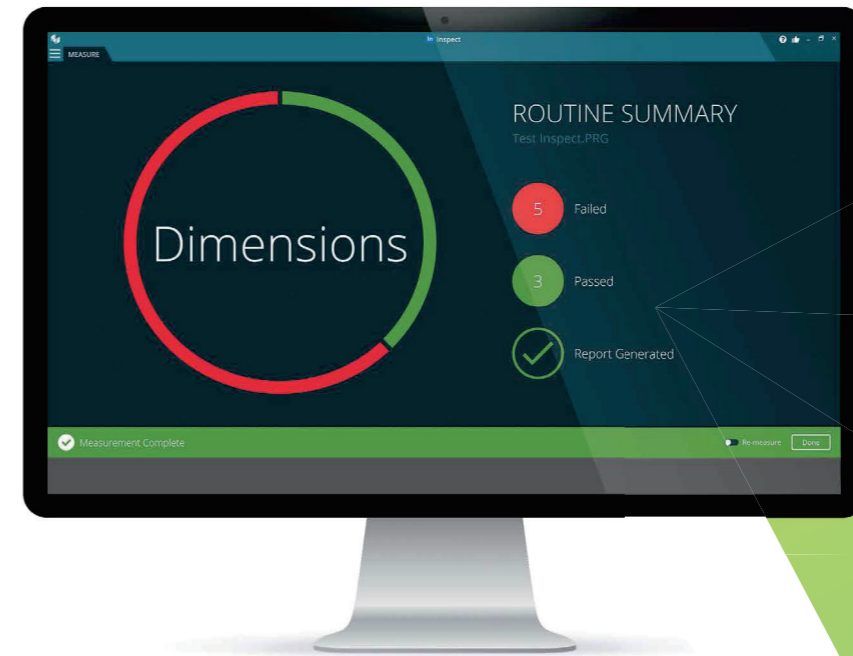 In Inspect
MEASURE
ROUTINE SUMMARY
Test Inspect.PRG
Dimensions
5 Failed
3 Passed
Report Generated
Measurement Complete
Re-measure
Done